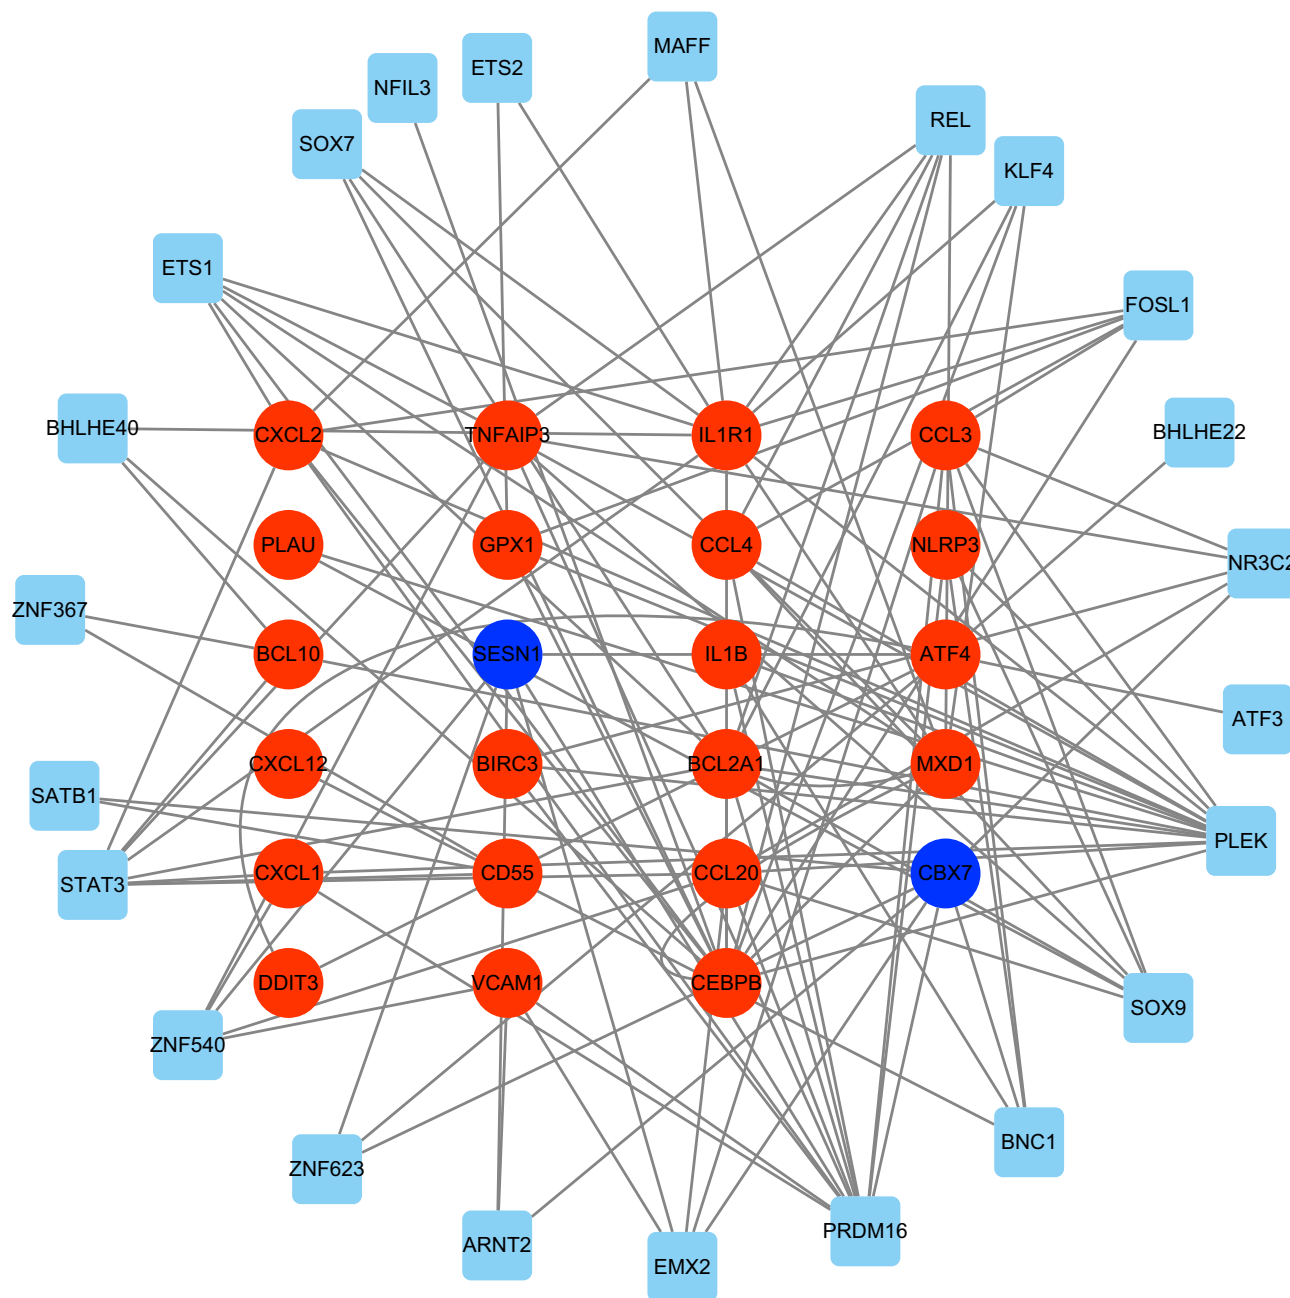 MAFF
ETS2
NFIL3
REL
SOX7
KLF4
ETS1
FOSL1
BHLHE40
CXCL2
TNFAIP3
IL1R1
CCL3
BHLHE22
PLAU
GPX1
CCL4
NLRP3
NR3C2
ZNF367
BCL10
SESN1
IL1B
ATF4
ATF3
CXCL12
BIRC3
BCL2A1
MXD1
SATB1
PLEK
STAT3
CXCL1
CD55
CCL20
CBX7
DDIT3
VCAM1
CEBPB
SOX9
ZNF540
BNC1
ZNF623
PRDM16
ARNT2
EMX2